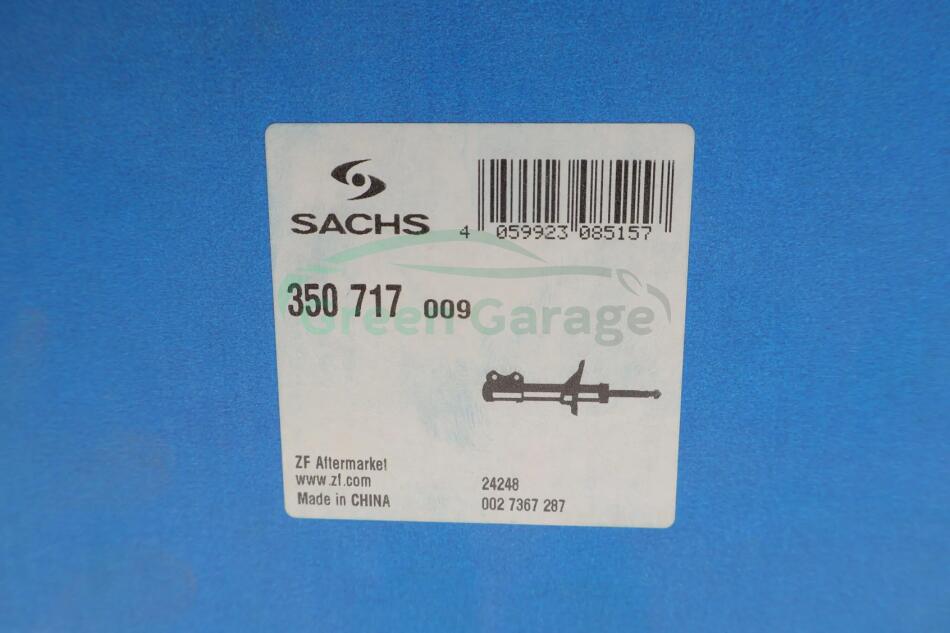 SACHS
4 059923 085157
350 717 009
Green Garage
ZF Aftermarket
www.zf.com
Made in CHINA
24248
002 7367 287